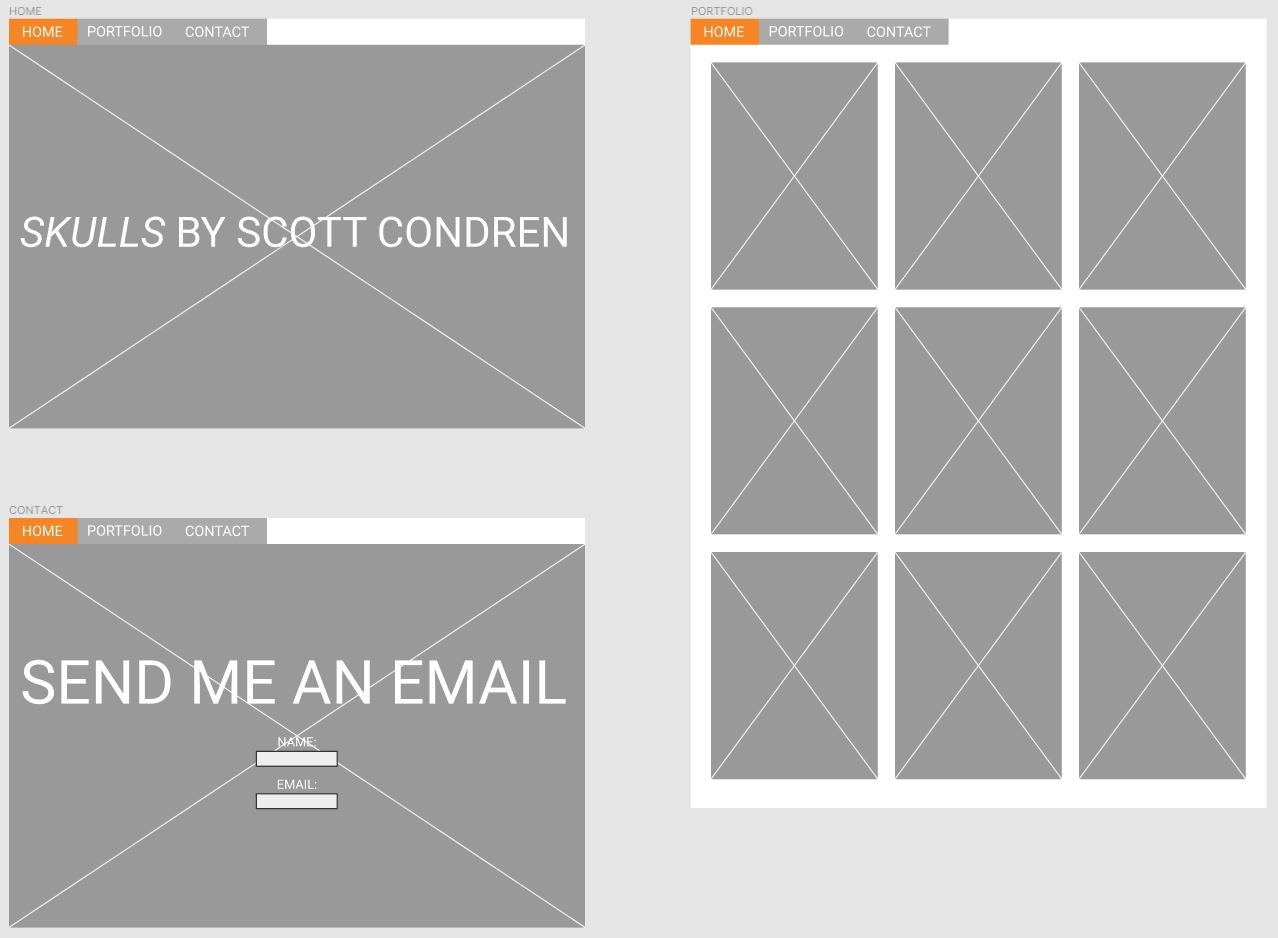 HOME
HOME PORTFOLIO CONTACT
SKULLS BY SCOTT CONDREN
CONTACT
HOME PORTFOLIO CONTACT
SEND ME AN EMAIL
NAME:
EMAIL:
PORTFOLIO
HOME PORTFOLIO CONTACT